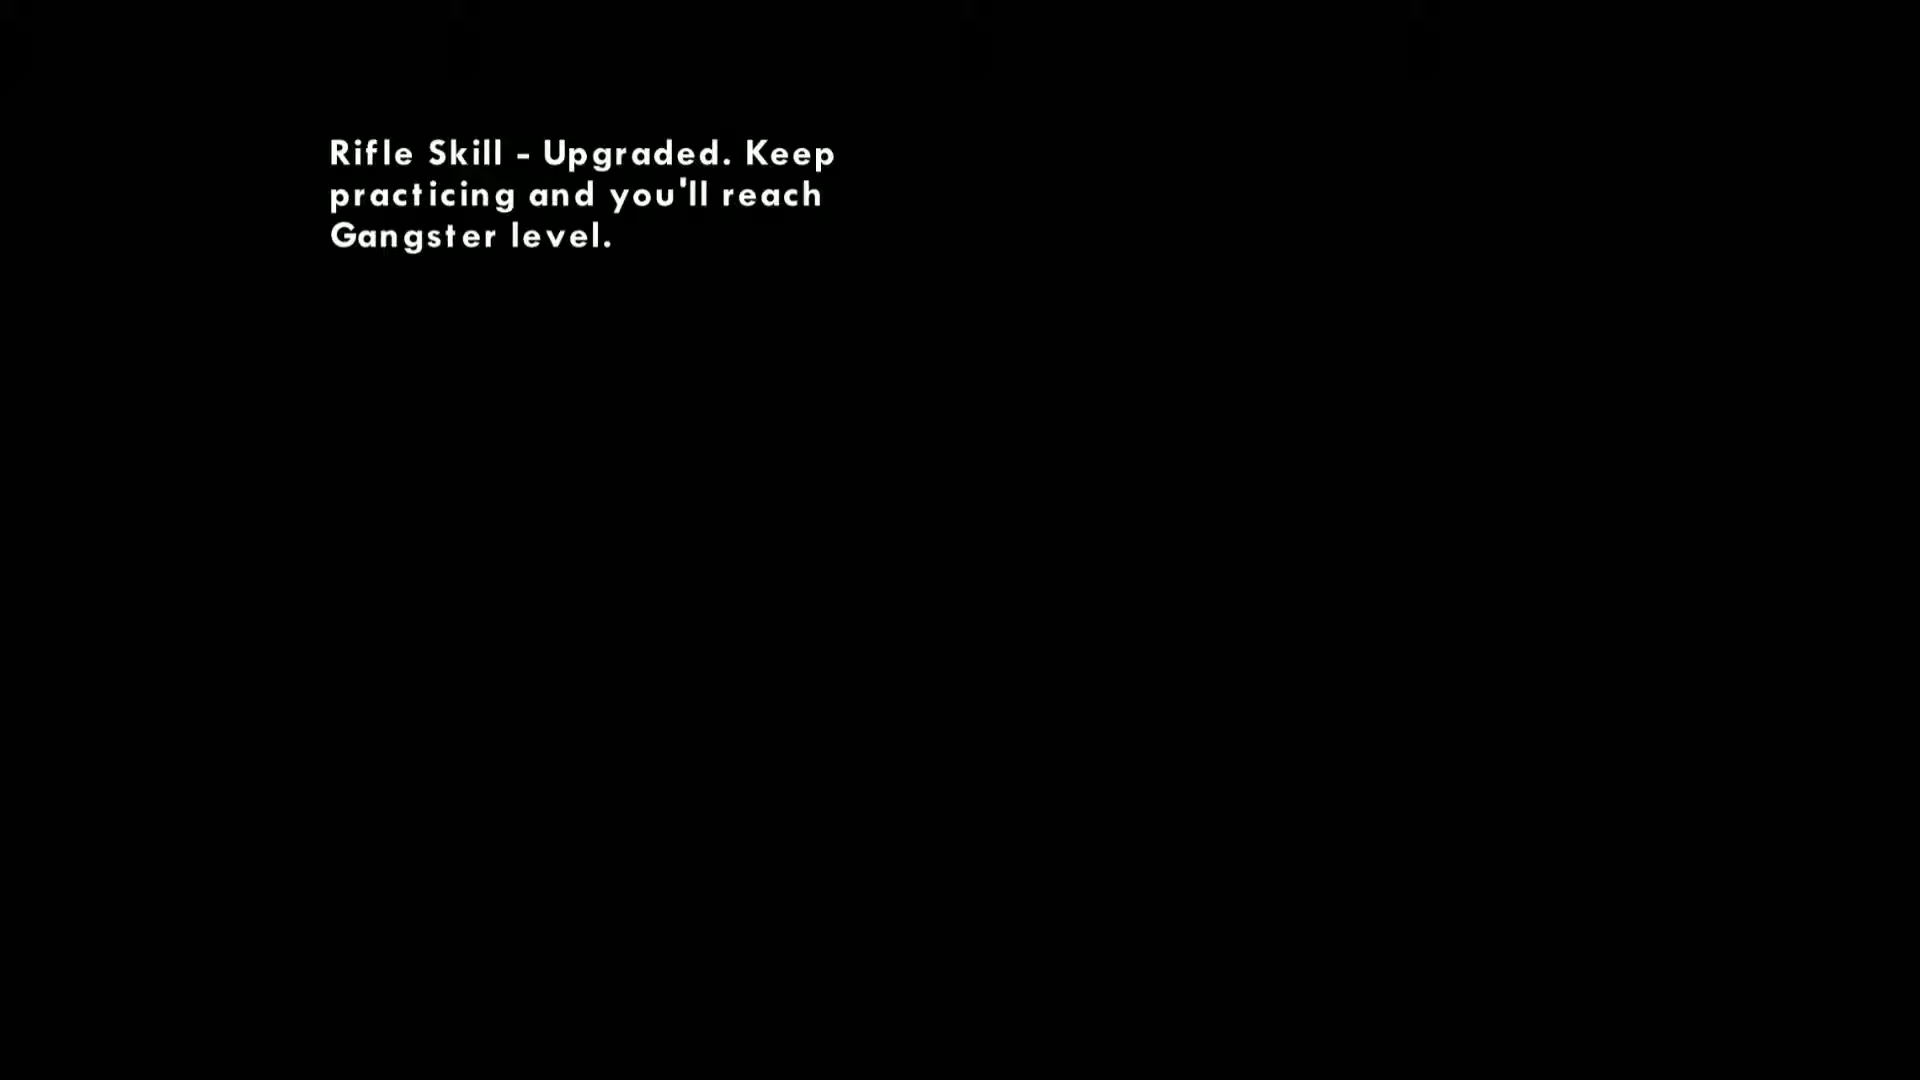 Rifle Skill - Upgraded. Keep
practicing and you'll reach
Gangster level.